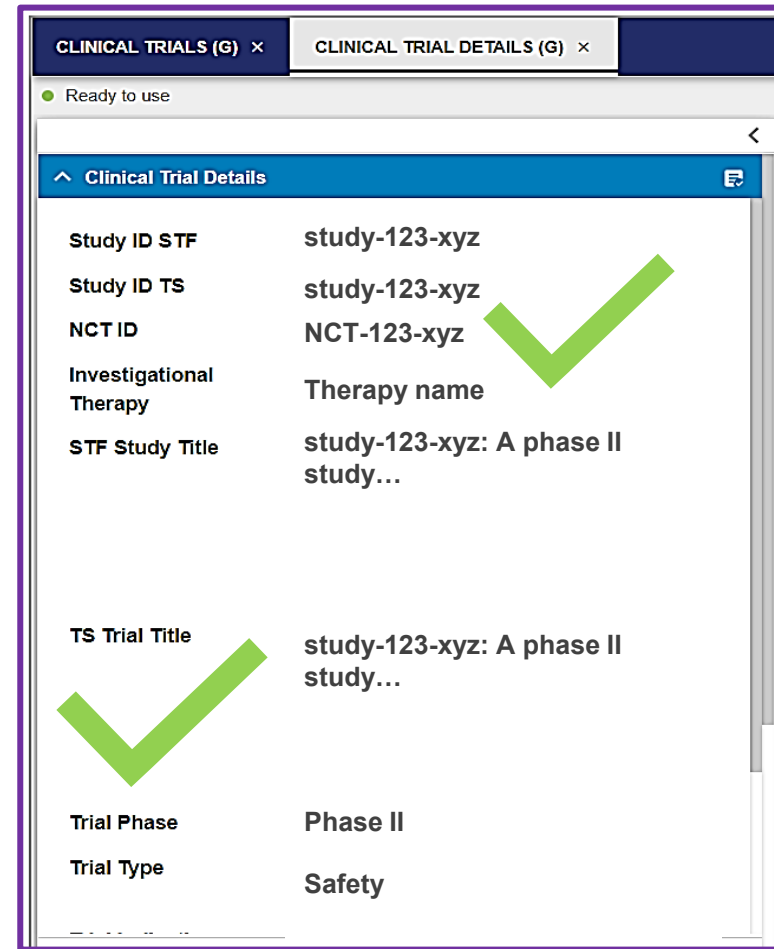 CLINICAL TRIALS (G) × CLINICAL TRIAL DETAILS (G) ×
Ready to use
Clinical Trial Details
Study ID STF study-123-xyz
Study ID TS study-123-xyz
NCT ID NCT-123-xyz
Investigational
Therapy Therapy name
STF Study Title study-123-xyz: A phase II
study…
TS Trial Title study-123-xyz: A phase II
study…
Trial Phase Phase II
Trial Type Safety